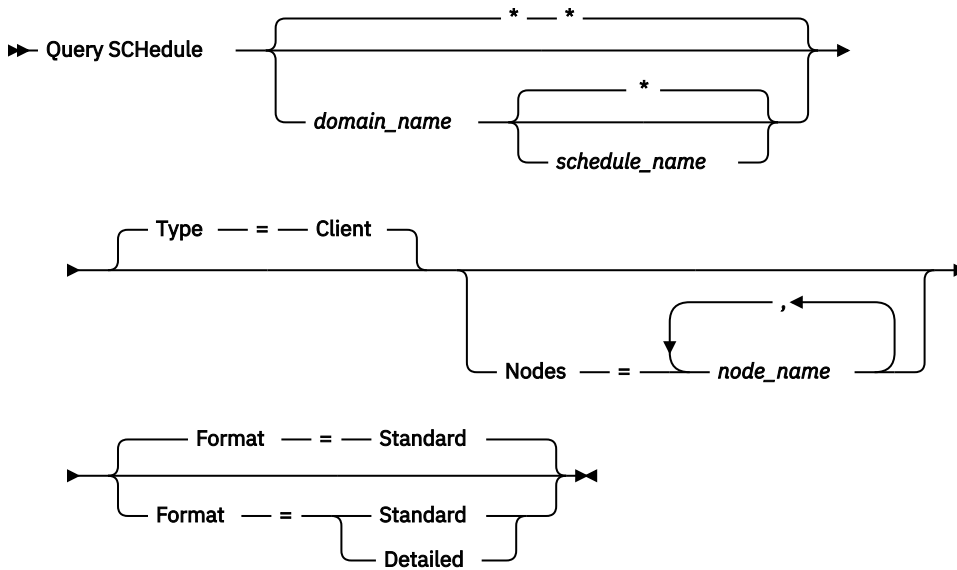 * *
Query SCHedule
*
domain_name
schedule_name
Type = Client
,
Nodes = node_name
Format = Standard
Format = Standard
Detailed